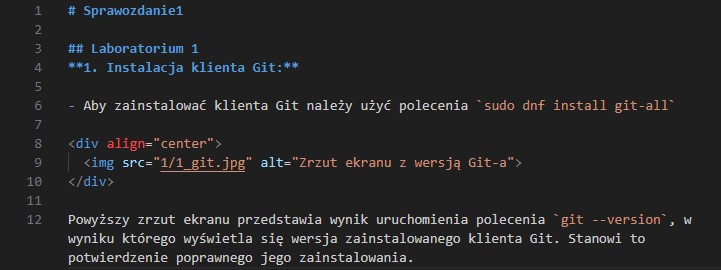 1 # Sprawozdanie1
2
3 ## Laboratorium 1
4 **1. Instalacja klienta Git:**
5
6 - Aby zainstalować klienta Git należy użyć polecenia `sudo dnf install git-all`
7
8 <div align="center">
9 <img src="1/1_git.jpg" alt="Zrzut ekranu z wersją Git-a">
10 </div>
11
12 Powyższy zrzut ekranu przedstawia wynik uruchomienia polecenia `git --version`, w
wyniku którego wyświetla się wersja zainstalowanego klienta Git. Stanowi to
potwierdzenie poprawnego jego zainstalowania.